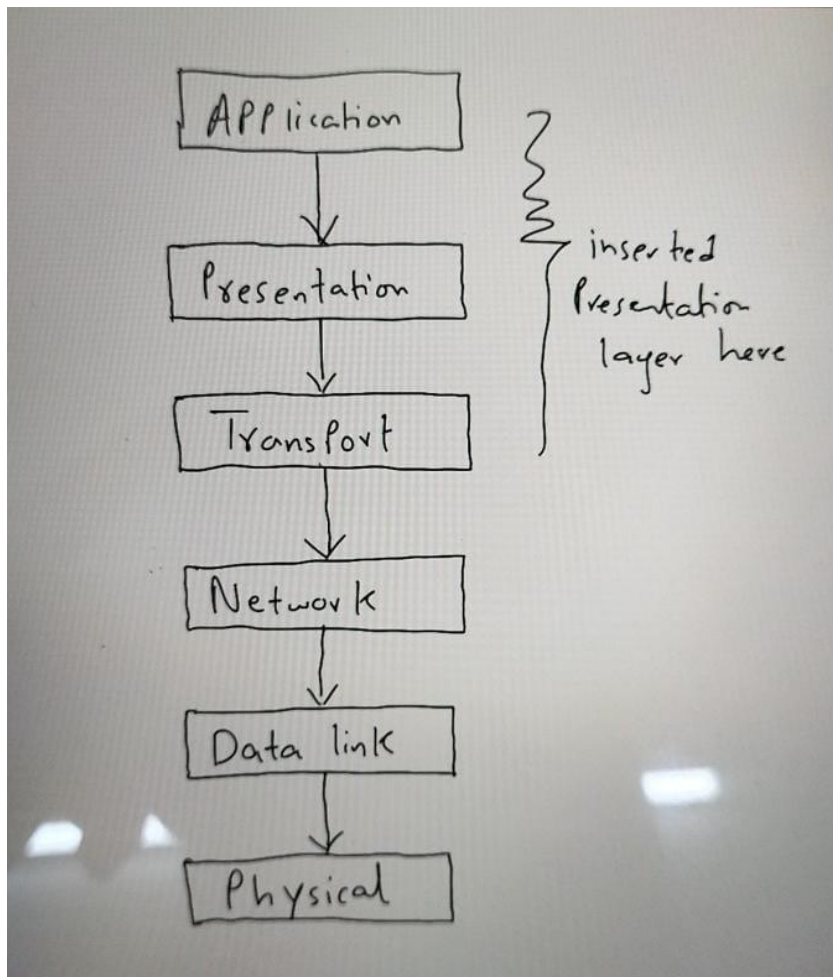 Application
Presentation
inserted
Presentation
layer here
Transport
Network
Data link
Physical